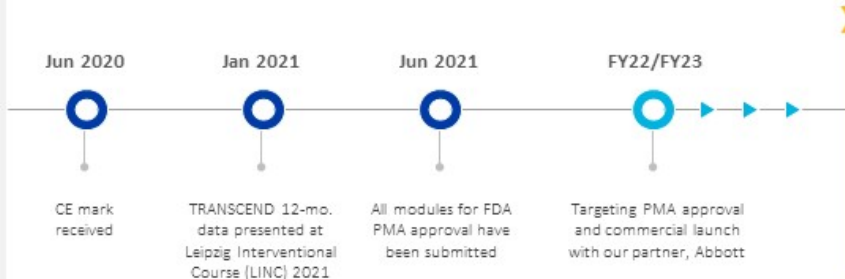 Jun 2020
Jan 2021
Jun 2021
FY22/FY23
CE mark
received
TRANSCEND 12-mo.
data presented at
Leipzig Interventional
Course (LINC) 2021
All modules for FDA
PMA approval have
been submitted
Targeting PMA approval
and commercial launch
with our partner, Abbott